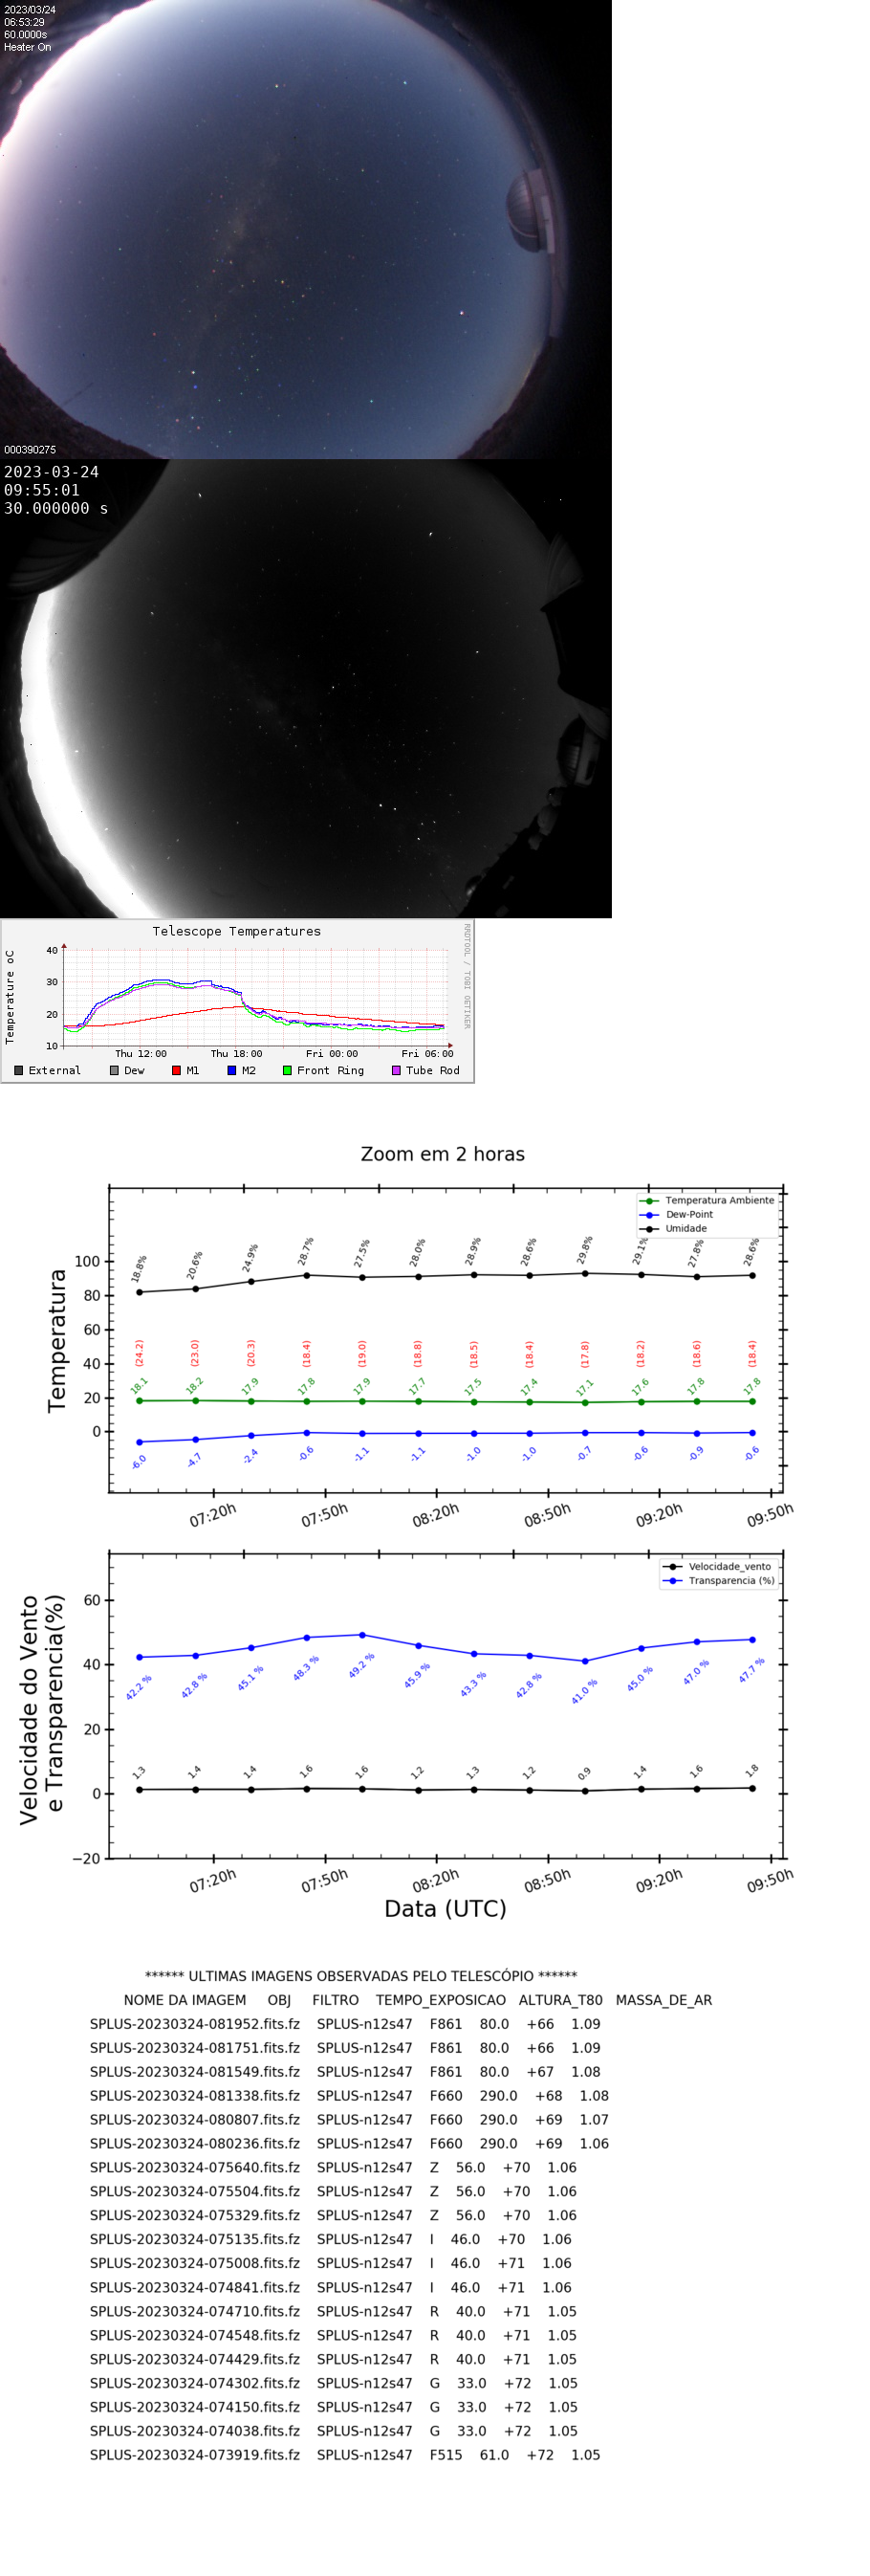 2023/03/24
06:53:29
60.0000s
Heater On
000390275
2023-03-24
09:55:01
30.000000 s
Telescope Temperatures
RRDTOOL / TOBI OETIKER
Temperature oC
40
30
20
10
Thu 12:00 Thu 18:00 Fri 00:00 Fri 06:00
External Dew M1 M2 Front Ring Tube Rod
Zoom em 2 horas
Temperatura Ambiente
Dew-Point
Umidade
Temperatura
100
80
60
40
20
0
18.8% 20.6% 24.9% 28.7% 27.5% 28.0% 28.9% 28.6% 29.8% 29.1% 27.8% 28.6%
(24.2) (23.0) (20.3) (18.4) (19.0) (18.8) (18.5) (18.4) (17.8) (18.2) (18.6) (18.4)
18.1 18.2 17.9 17.8 17.9 17.7 17.5 17.4 17.1 17.6 17.8 17.8
-6.0 -4.7 -2.4 -0.6 -1.1 -1.1 -1.0 -1.0 -0.7 -0.6 -0.9 -0.6
07:20h 07:50h 08:20h 08:50h 09:20h 09:50h
Velocidade_vento
Transparencia (%)
Velocidade do Vento
e Transparencia(%)
60
40
20
0
−20
42.2 % 42.8 % 45.1 % 48.3 % 49.2 % 45.9 % 43.3 % 42.8 % 41.0 % 45.0 % 47.0 % 47.7 %
1.3 1.4 1.4 1.6 1.6 1.2 1.3 1.2 0.9 1.4 1.6 1.8
07:20h 07:50h 08:20h 08:50h 09:20h 09:50h
Data (UTC)
****** ULTIMAS IMAGENS OBSERVADAS PELO TELESCÓPIO ******
NOME DA IMAGEM OBJ FILTRO TEMPO_EXPOSICAO ALTURA_T80 MASSA_DE_AR
SPLUS-20230324-081952.fits.fz SPLUS-n12s47 F861 80.0 +66 1.09
SPLUS-20230324-081751.fits.fz SPLUS-n12s47 F861 80.0 +66 1.09
SPLUS-20230324-081549.fits.fz SPLUS-n12s47 F861 80.0 +67 1.08
SPLUS-20230324-081338.fits.fz SPLUS-n12s47 F660 290.0 +68 1.08
SPLUS-20230324-080807.fits.fz SPLUS-n12s47 F660 290.0 +69 1.07
SPLUS-20230324-080236.fits.fz SPLUS-n12s47 F660 290.0 +69 1.06
SPLUS-20230324-075640.fits.fz SPLUS-n12s47 Z 56.0 +70 1.06
SPLUS-20230324-075504.fits.fz SPLUS-n12s47 Z 56.0 +70 1.06
SPLUS-20230324-075329.fits.fz SPLUS-n12s47 Z 56.0 +70 1.06
SPLUS-20230324-075135.fits.fz SPLUS-n12s47 I 46.0 +70 1.06
SPLUS-20230324-075008.fits.fz SPLUS-n12s47 I 46.0 +71 1.06
SPLUS-20230324-074841.fits.fz SPLUS-n12s47 I 46.0 +71 1.06
SPLUS-20230324-074710.fits.fz SPLUS-n12s47 R 40.0 +71 1.05
SPLUS-20230324-074548.fits.fz SPLUS-n12s47 R 40.0 +71 1.05
SPLUS-20230324-074429.fits.fz SPLUS-n12s47 R 40.0 +71 1.05
SPLUS-20230324-074302.fits.fz SPLUS-n12s47 G 33.0 +72 1.05
SPLUS-20230324-074150.fits.fz SPLUS-n12s47 G 33.0 +72 1.05
SPLUS-20230324-074038.fits.fz SPLUS-n12s47 G 33.0 +72 1.05
SPLUS-20230324-073919.fits.fz SPLUS-n12s47 F515 61.0 +72 1.05